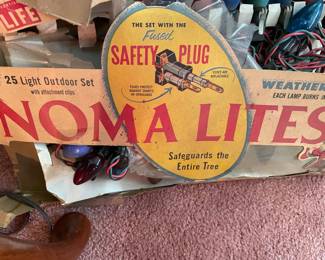 LIFE
THE SET WITH THE
Fused
SAFETY PLUG
25 Light Outdoor Set
with attachment clips
WEATHER
EACH LAMP BURNS
NOMA LITES
Safeguards the
Entire Tree